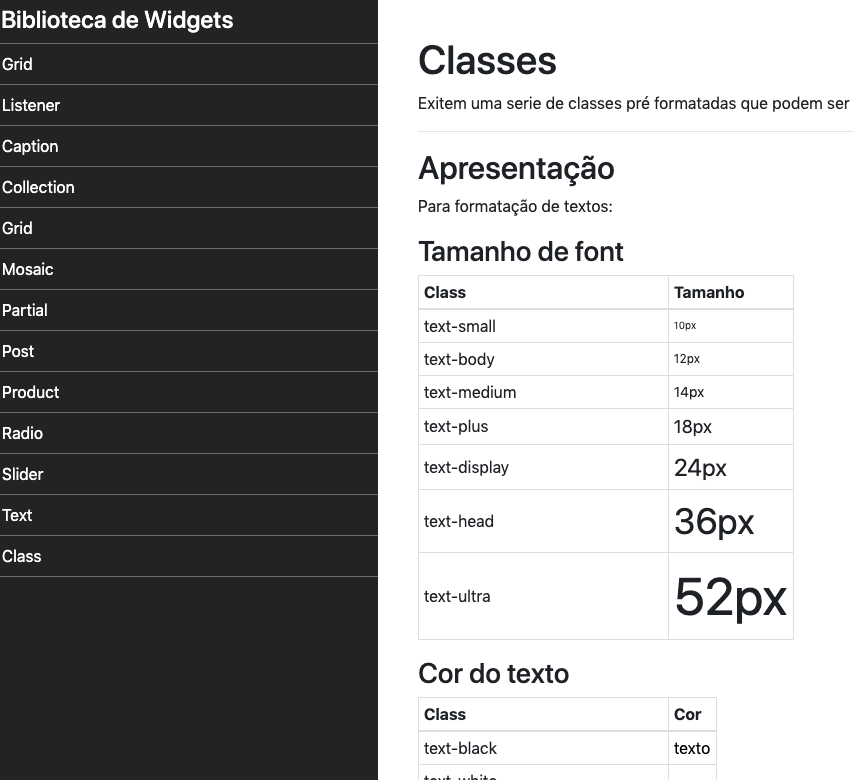 Biblioteca de Widgets
Grid
Listener
Caption
Collection
Grid
Mosaic
Partial
Post
Product
Radio
Slider
Text
Class
Classes
Exitem uma serie de classes pré formatadas que podem ser
Apresentação
Para formatação de textos:
Tamanho de font
Class Tamanho
text-small 10px
text-body 12px
text-medium 14px
text-plus 18px
text-display 24px
text-head 36px
text-ultra 52px
Cor do texto
Class Cor
text-black texto
text-white